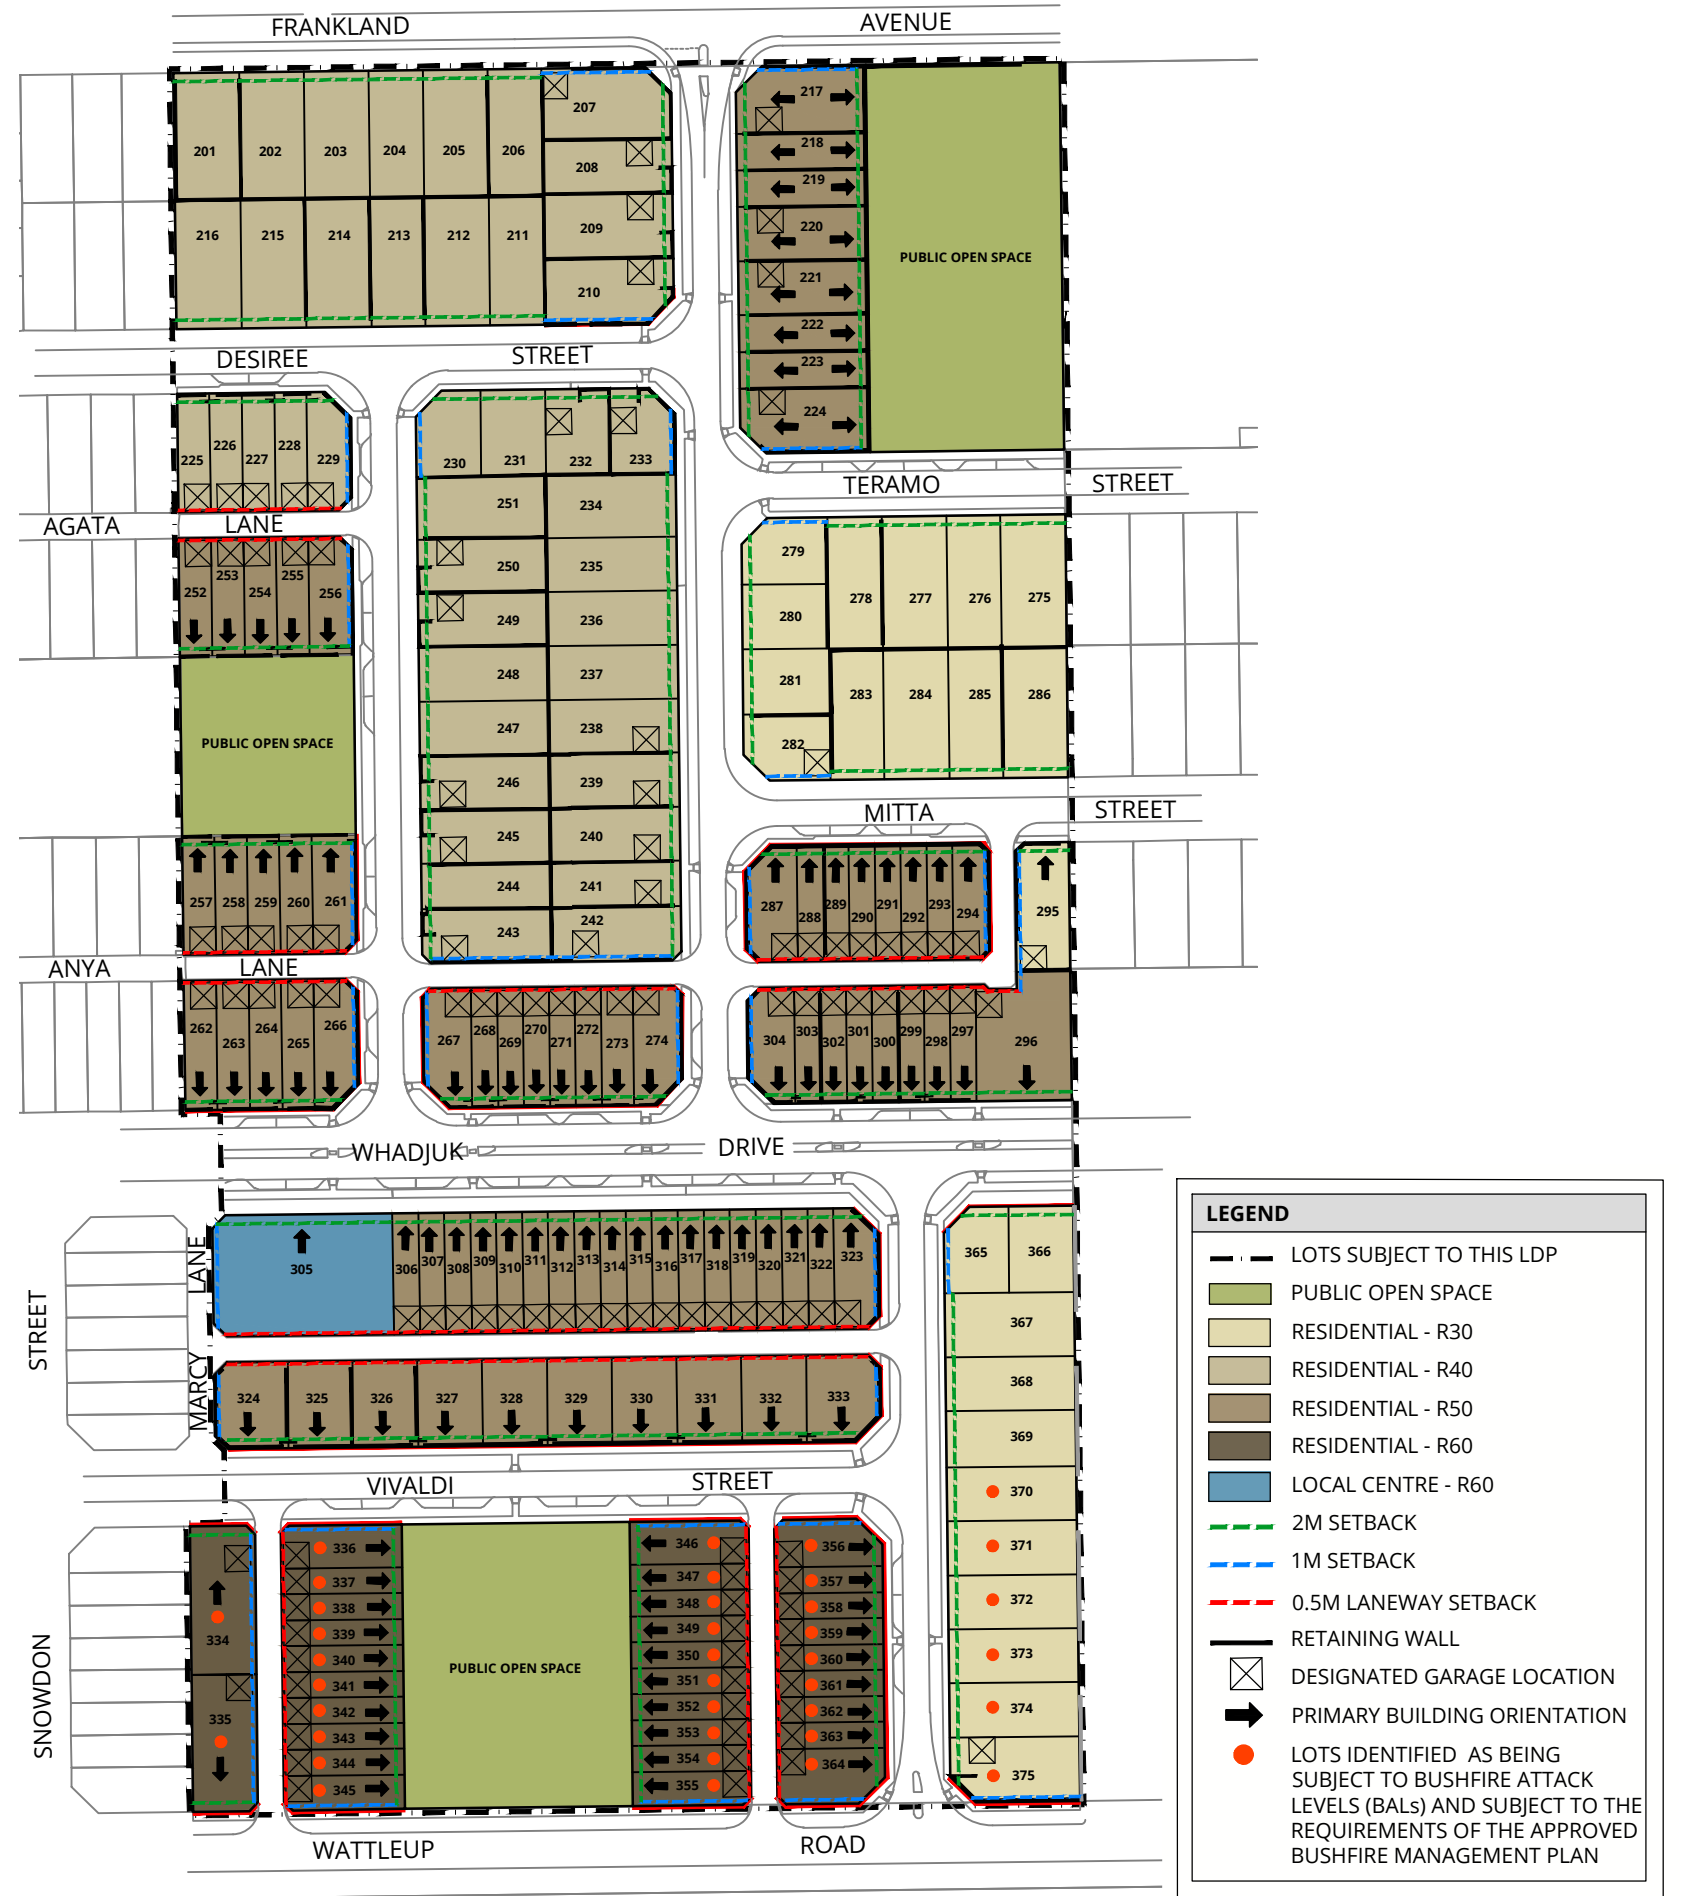 FRANKLAND AVENUE
217
207
218
201 202 203 204 205 206
208
219
209
220
216 215 214 213 212 211
PUBLIC OPEN SPACE
221
210
222
DESIREE STREET
223
224
226 228
225 227 229
230 231 232 233
TERAMO STREET
251 234
AGATA LANE
279
250 235
253 255
252 254 256
278 277 276 275
280
249 236
248 237
281
283 284 285 286
247 238
PUBLIC OPEN SPACE
282
246 239
MITTA STREET
245 240
244 241
257 258 259 260 261
287 288 289 290 291 292 293 294
295
242
243
ANYA LANE
262 263 264 265 266
267 268 269 270 271 272 273 274
304 303 302 301 300 299 298 297 296
WHADJUK DRIVE
LANE
305
306 307 308 309 310 311 312 313 314 315 316 317 318 319 320 321 322 323
365 366
STREET
367
MARCY
324 325 326 327 328 329 330 331 332 333
368
369
VIVALDI STREET
370
336 346 356
371
337 347 357
338 348 358
372
339 349 359
334
340 350 360
373
PUBLIC OPEN SPACE
341 351 361
342 352 362
374
335
343 353 363
344 354 364
345 355
375
SNOWDON
WATTLEUP ROAD
LEGEND
LOTS SUBJECT TO THIS LDP
PUBLIC OPEN SPACE
RESIDENTIAL - R30
RESIDENTIAL - R40
RESIDENTIAL - R50
RESIDENTIAL - R60
LOCAL CENTRE - R60
2M SETBACK
1M SETBACK
0.5M LANEWAY SETBACK
RETAINING WALL
DESIGNATED GARAGE LOCATION
PRIMARY BUILDING ORIENTATION
LOTS IDENTIFIED AS BEING
SUBJECT TO BUSHFIRE ATTACK
LEVELS (BALs) AND SUBJECT TO THE
REQUIREMENTS OF THE APPROVED
BUSHFIRE MANAGEMENT PLAN